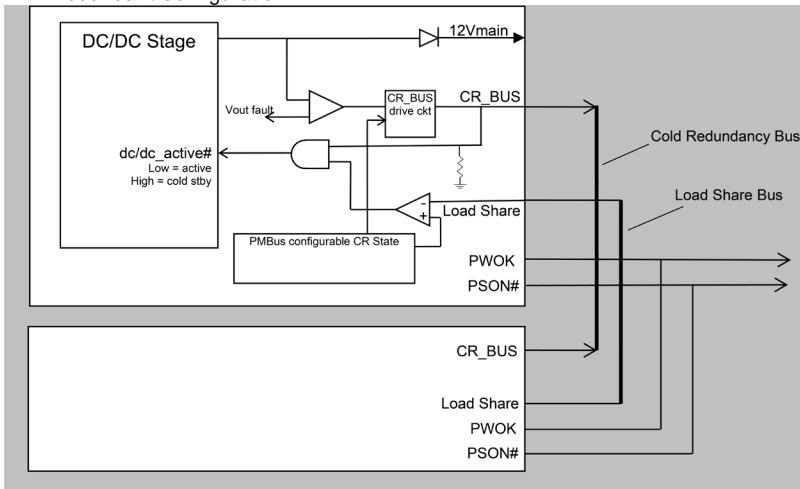 DC/DC Stage
12Vmain
Vout fault
CR_BUS
drive ckt
CR_BUS
Cold Redundancy Bus
dc/dc_active#
Low = active
High = cold stby
Load Share Bus
-
+
Load Share
PMBus configurable CR State
PWOK
PSON#
CR_BUS
Load Share
PWOK
PSON#